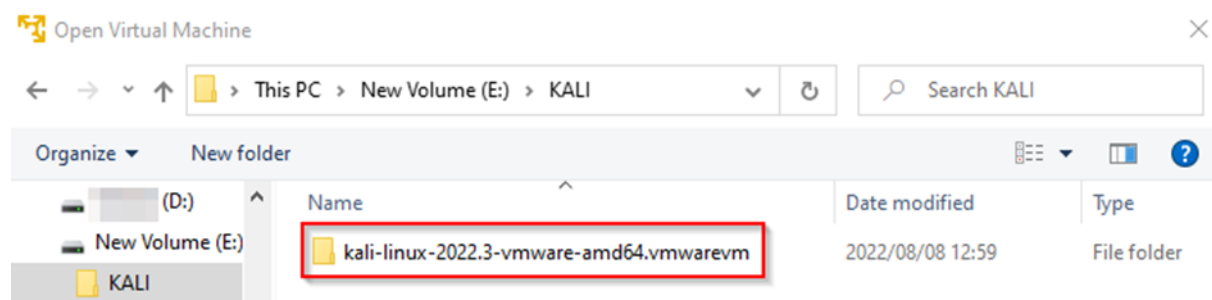 Open Virtual Machine
This PC > New Volume (E:) > KALI
Search KALI
Organize New folder
(D:) Name Date modified Type
New Volume (E:) kali-linux-2022.3-vmware-amd64.vmwarevm 2022/08/08 12:59 File folder
KALI